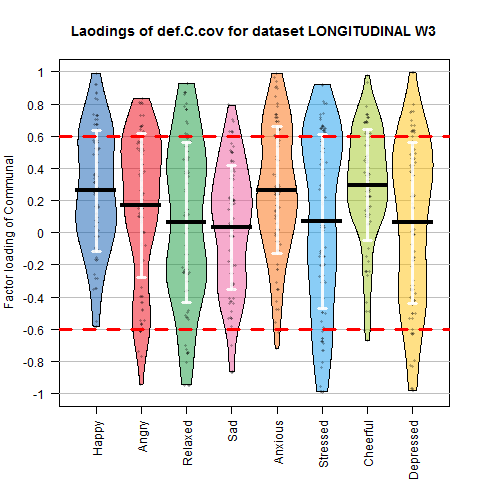 Laodings of def.C.cov for dataset LONGITUDINAL W3
Factor loading of Communal
1
0.8
0.6
0.4
0.2
0
-0.2
-0.4
-0.6
-0.8
-1
Happy
Angry
Relaxed
Sad
Anxious
Stressed
Cheerful
Depressed